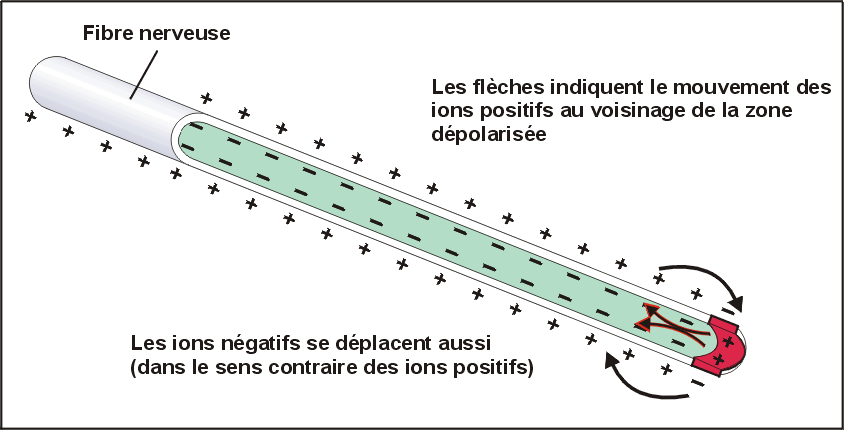 Fibre nerveuse
Les flèches indiquent le mouvement des
ions positifs au voisinage de la zone
dépolarisée
Les ions négatifs se déplacent aussi
(dans le sens contraire des ions positifs)